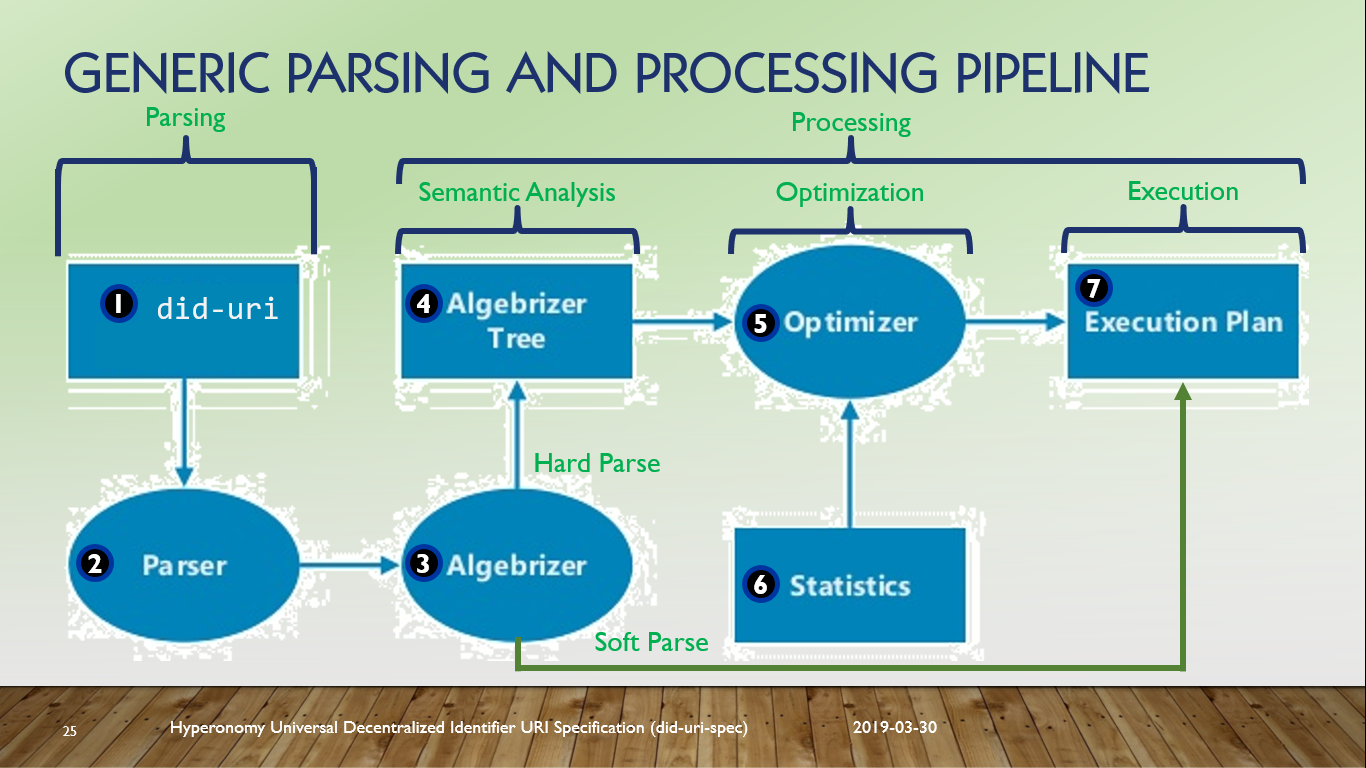 GENERIC PARSING AND PROCESSING PIPELINE
Parsing
Processing
Semantic Analysis
Optimization
Execution
1 did-uri
4 Algebrizer
Tree
5 Optimizer
7
Execution Plan
Hard Parse
2 Parser
3 Algebrizer
6 Statistics
Soft Parse
25
Hyperonomy Universal Decentralized Identifier URI Specification (did-uri-spec)
2019-03-30